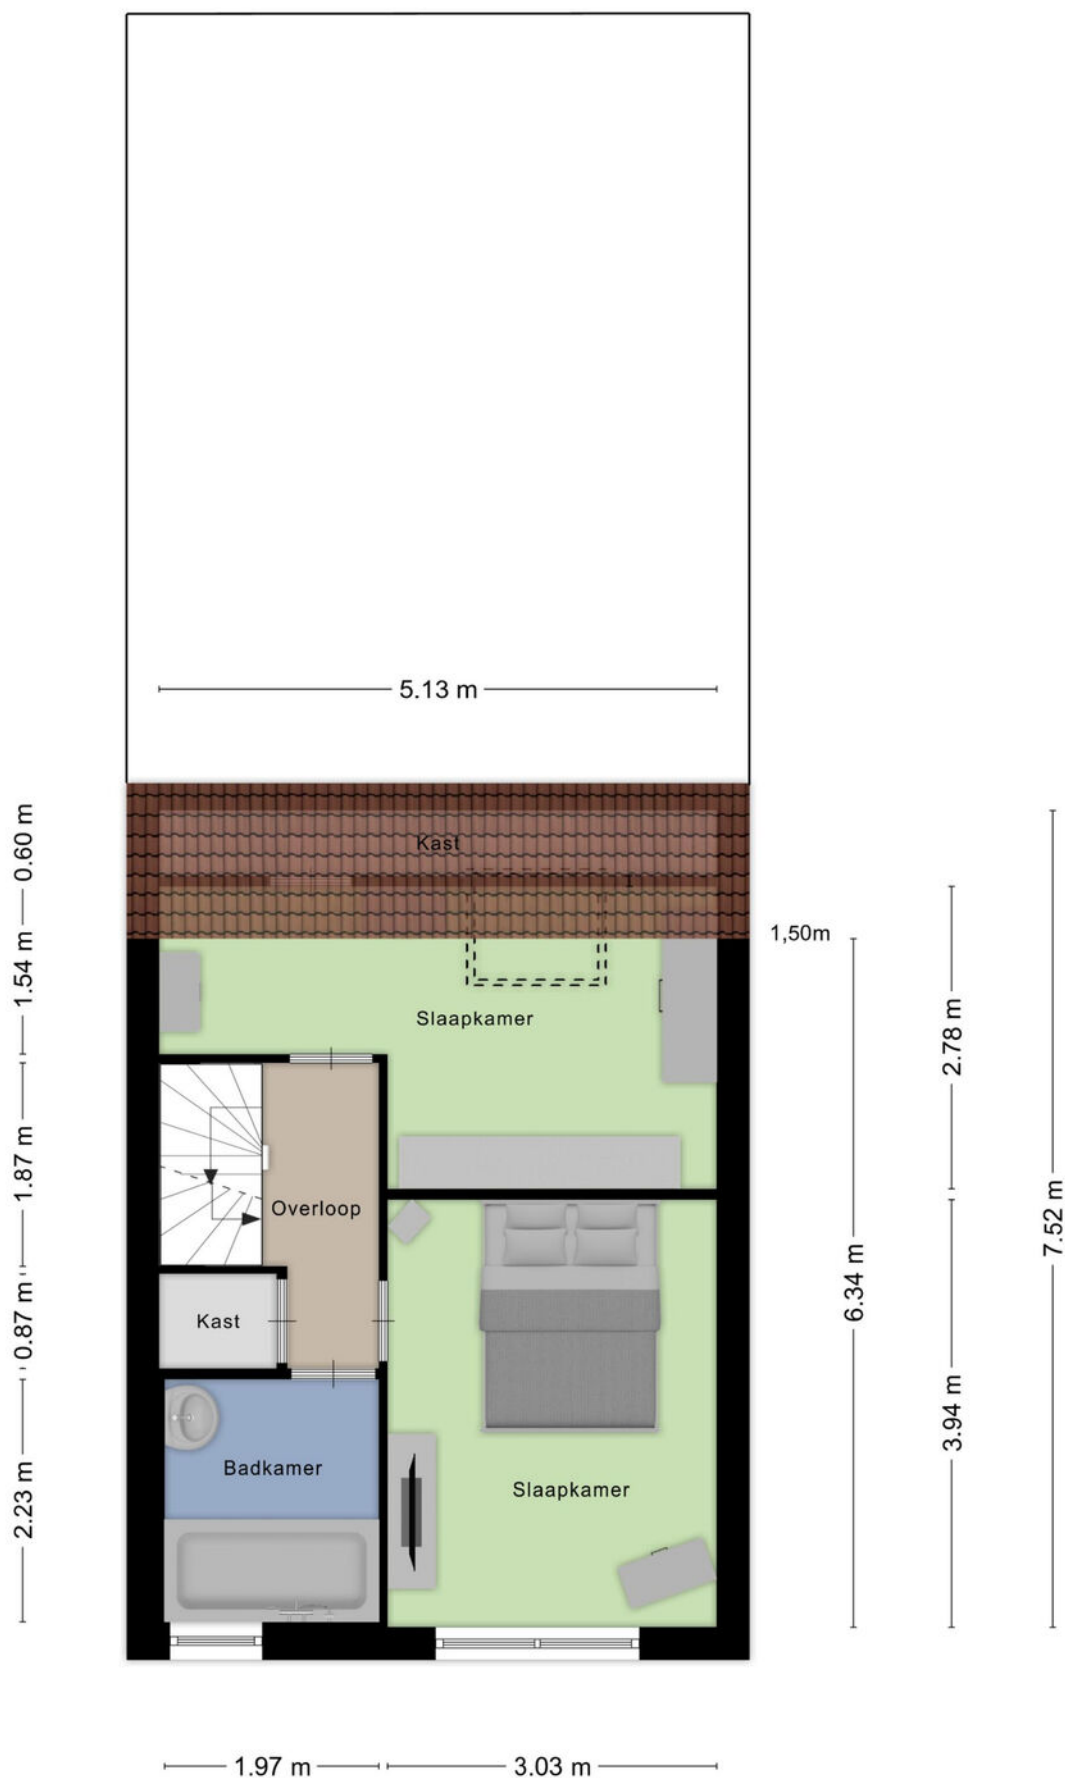 5.13 m
Kast
0.60 m
1,50m
1.54 m
Slaapkamer
2.78 m
1.87 m
Overloop
7.52 m
6.34 m
0.87 m
Kast
3.94 m
Badkamer
Slaapkamer
2.23 m
1.97 m
3.03 m